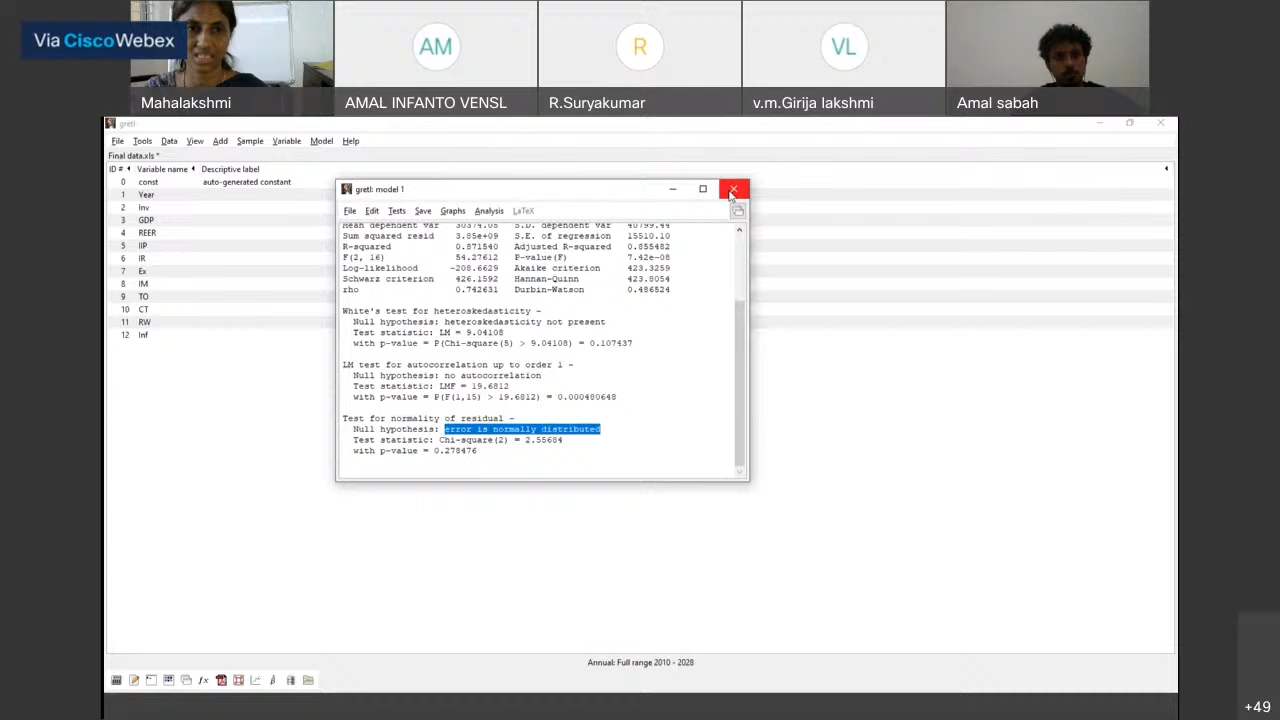 Via CiscoWebex
AM
R
VL
Mahalakshmi
AMAL INFANTO VENSL
R.Suryakumar
v.m.Girija lakshmi
Amal sabah
gretl
File Tools Data View Add Sample Variable Model Help
Final data.xls *
ID # Variable name Descriptive label
0 const auto-generated constant
1 Year
2 Inv
3 GDP
4 REER
5 IIP
6 IR
7 Ex
8 IM
9 TO
10 CT
11 RW
12 Inf
gretl: model 1
File Edit Tests Save Graphs Analysis LaTeX
Mean dependent var 30374.05 S.D. dependent var 40799.44
Sum squared resid 3.85e+09 S.E. of regression 15510.10
R-squared 0.871540 Adjusted R-squared 0.855482
F(2, 16) 54.27612 P-value(F) 7.42e-08
Log-likelihood -208.6629 Akaike criterion 423.3259
Schwarz criterion 426.1592 Hannan-Quinn 423.8054
rho 0.742631 Durbin-Watson 0.486524
White's test for heteroskedasticity -
Null hypothesis: heteroskedasticity not present
Test statistic: LM = 9.04108
with p-value = P(Chi-square(5) > 9.04108) = 0.107437
LM test for autocorrelation up to order 1 -
Null hypothesis: no autocorrelation
Test statistic: LMF = 19.6812
with p-value = P(F(1,15) > 19.6812) = 0.000480648
Test for normality of residual -
Null hypothesis: error is normally distributed
Test statistic: Chi-square(2) = 2.55684
with p-value = 0.278476
Annual: Full range 2010 - 2028
+49